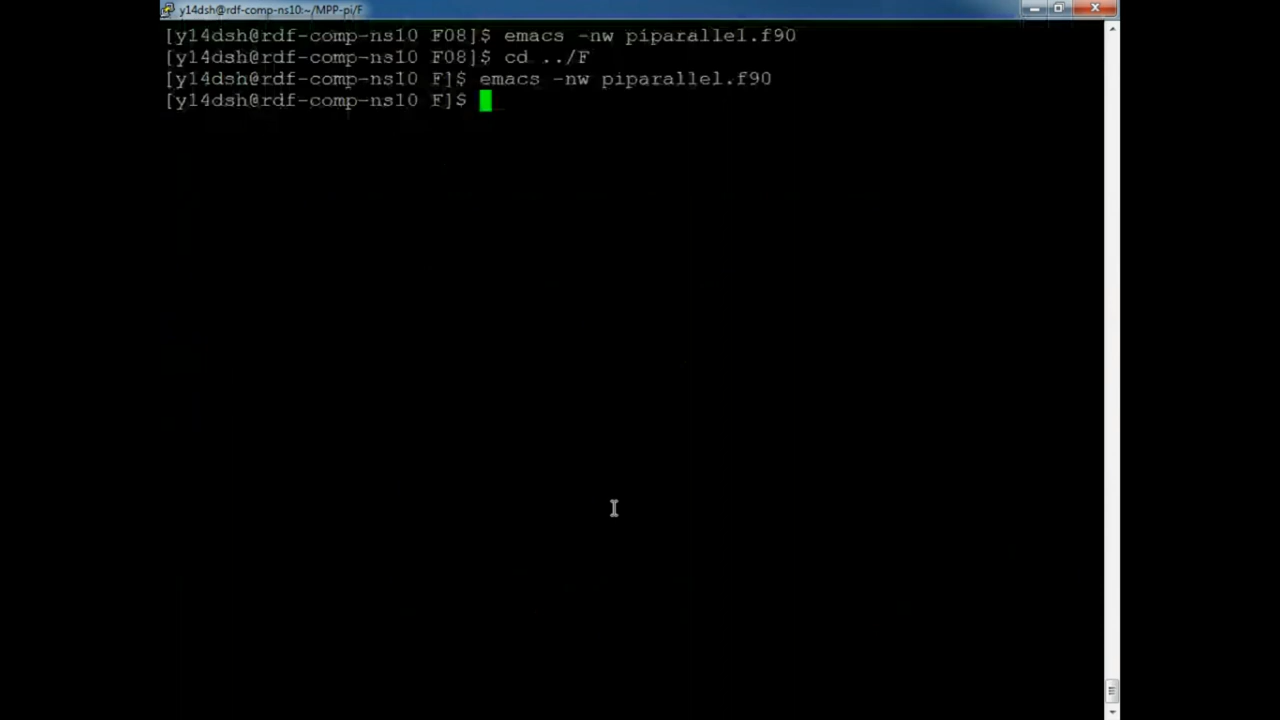 y14dsh@rdf-comp-ns10:~/MPP-pi/F
[y14dsh@rdf-comp-ns10 F08]$ emacs -nw piparallel.f90
[y14dsh@rdf-comp-ns10 F08]$ cd ../F
[y14dsh@rdf-comp-ns10 F]$ emacs -nw piparallel.f90
[y14dsh@rdf-comp-ns10 F]$